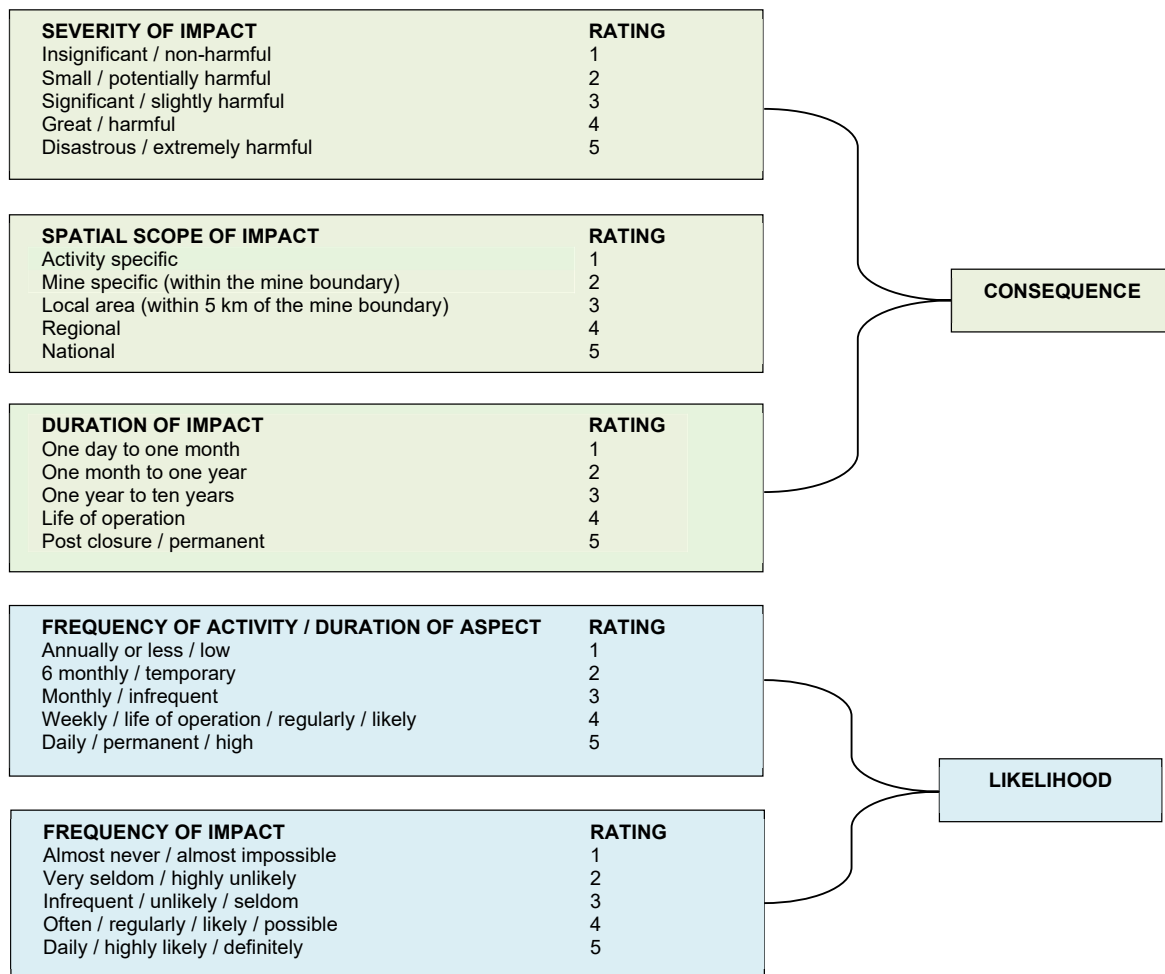 SEVERITY OF IMPACT RATING
Insignificant / non-harmful 1
Small / potentially harmful 2
Significant / slightly harmful 3
Great / harmful 4
Disastrous / extremely harmful 5
SPATIAL SCOPE OF IMPACT RATING
Activity specific 1
Mine specific (within the mine boundary) 2
Local area (within 5 km of the mine boundary) 3
Regional 4
National 5
CONSEQUENCE
DURATION OF IMPACT RATING
One day to one month 1
One month to one year 2
One year to ten years 3
Life of operation 4
Post closure / permanent 5
FREQUENCY OF ACTIVITY / DURATION OF ASPECT RATING
Annually or less / low 1
6 monthly / temporary 2
Monthly / infrequent 3
Weekly / life of operation / regularly / likely 4
Daily / permanent / high 5
LIKELIHOOD
FREQUENCY OF IMPACT RATING
Almost never / almost impossible 1
Very seldom / highly unlikely 2
Infrequent / unlikely / seldom 3
Often / regularly / likely / possible 4
Daily / highly likely / definitely 5